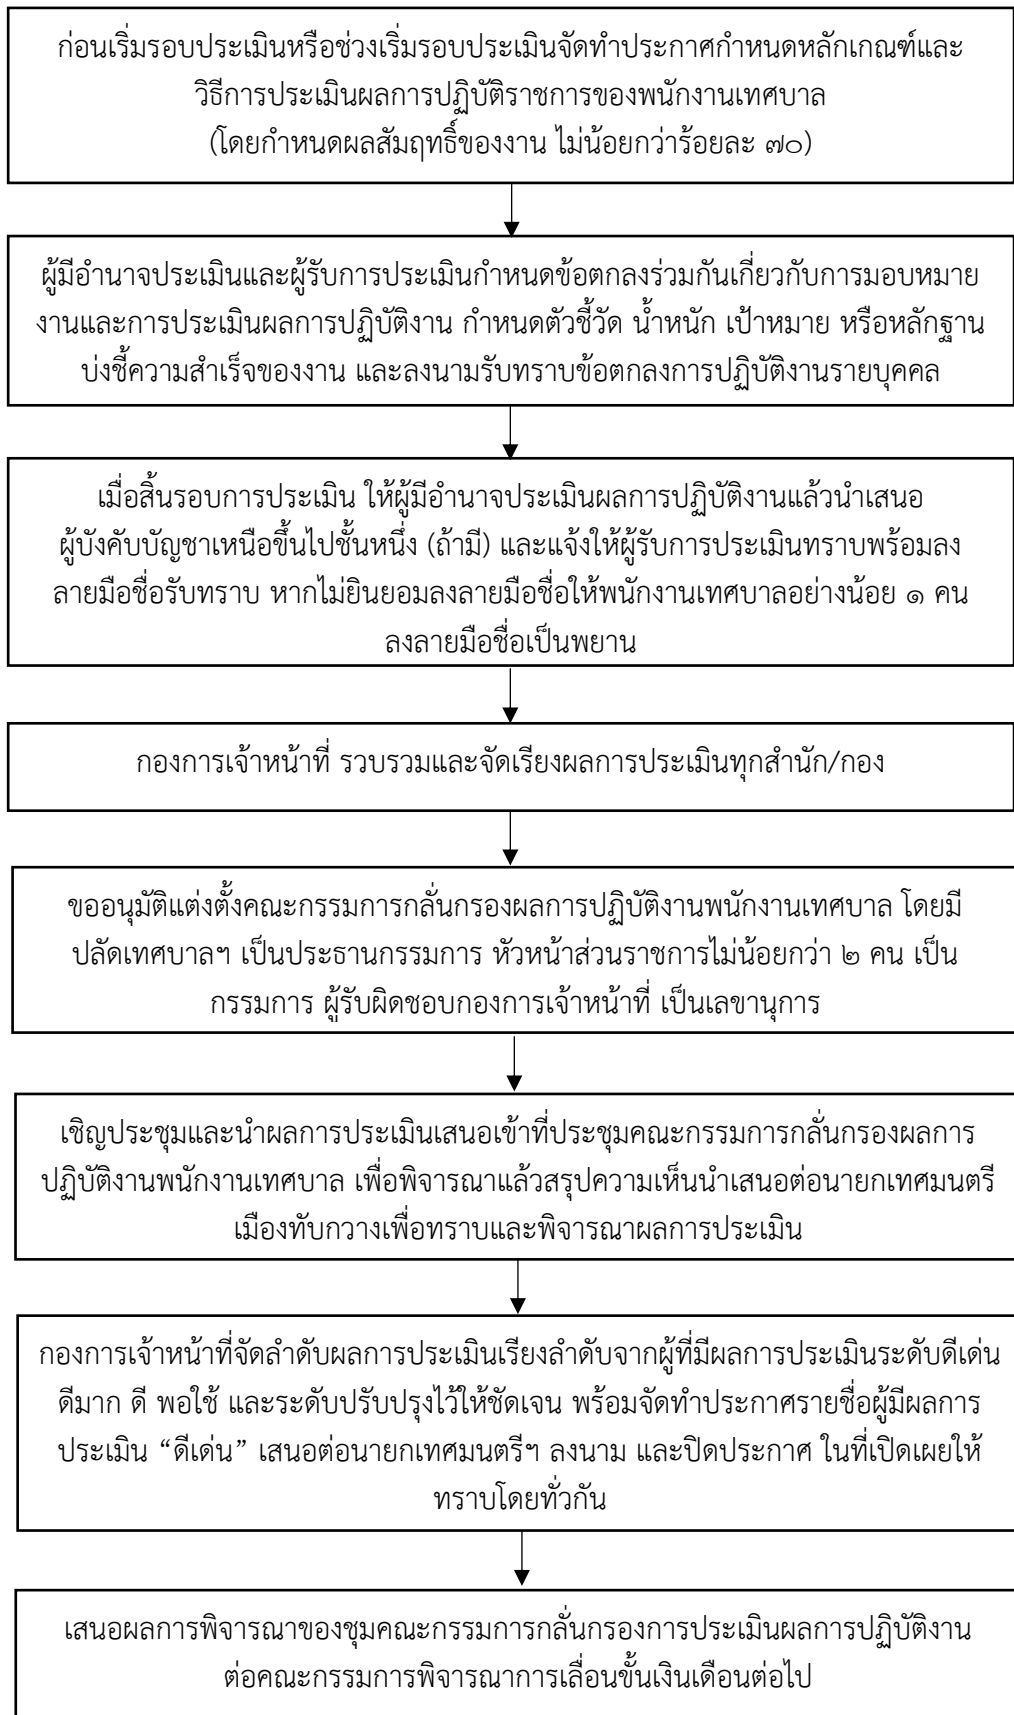 ก่อนเริ่มรอบประเมินหรือช่วงเริ่มรอบประเมินจัดทำประกาศกำหนดหลักเกณฑ์และ
วิธีการประเมินผลการปฏิบัติราชการของพนักงานเทศบาล
(โดยกำหนดผลสัมฤทธิ์ของงาน ไม่น้อยกว่าร้อยละ ๗๐)
ผู้มีอำนาจประเมินและผู้รับการประเมินกำหนดข้อตกลงร่วมกันเกี่ยวกับการมอบหมาย
งานและการประเมินผลการปฏิบัติงาน กำหนดตัวชี้วัด น้ำหนัก เป้าหมาย หรือหลักฐาน
บ่งชี้ความสำเร็จของงาน และลงนามรับทราบข้อตกลงการปฏิบัติงานรายบุคคล
เมื่อสิ้นรอบการประเมิน ให้ผู้มีอำนาจประเมินผลการปฏิบัติงานแล้วนำเสนอ
ผู้บังคับบัญชาเหนือขึ้นไปชั้นหนึ่ง (ถ้ามี) และแจ้งให้ผู้รับการประเมินทราบพร้อมลง
ลายมือชื่อรับทราบ หากไม่ยินยอมลงลายมือชื่อให้พนักงานเทศบาลอย่างน้อย ๑ คน
ลงลายมือชื่อเป็นพยาน
กองการเจ้าหน้าที่ รวบรวมและจัดเรียงผลการประเมินทุกสำนัก/กอง
ขออนุมัติแต่งตั้งคณะกรรมการกลั่นกรองผลการปฏิบัติงานพนักงานเทศบาล โดยมี
ปลัดเทศบาลฯ เป็นประธานกรรมการ หัวหน้าส่วนราชการไม่น้อยกว่า ๒ คน เป็น
กรรมการ ผู้รับผิดชอบกองการเจ้าหน้าที่ เป็นเลขานุการ
เชิญประชุมและนำผลการประเมินเสนอเข้าที่ประชุมคณะกรรมการกลั่นกรองผลการ
ปฏิบัติงานพนักงานเทศบาล เพื่อพิจารณาแล้วสรุปความเห็นนำเสนอต่อนายกเทศมนตรี
เมืองทับกวางเพื่อทราบและพิจารณาผลการประเมิน
กองการเจ้าหน้าที่จัดลำดับผลการประเมินเรียงลำดับจากผู้ที่มีผลการประเมินระดับดีเด่น
ดีมาก ดี พอใช้ และระดับปรับปรุงไว้ให้ชัดเจน พร้อมจัดทำประกาศรายชื่อผู้มีผลการ
ประเมิน “ดีเด่น” เสนอต่อนายกเทศมนตรีฯ ลงนาม และปิดประกาศ ในที่เปิดเผยให้
ทราบโดยทั่วกัน
เสนอผลการพิจารณาของชุมคณะกรรมการกลั่นกรองการประเมินผลการปฏิบัติงาน
ต่อคณะกรรมการพิจารณาการเลื่อนขั้นเงินเดือนต่อไป